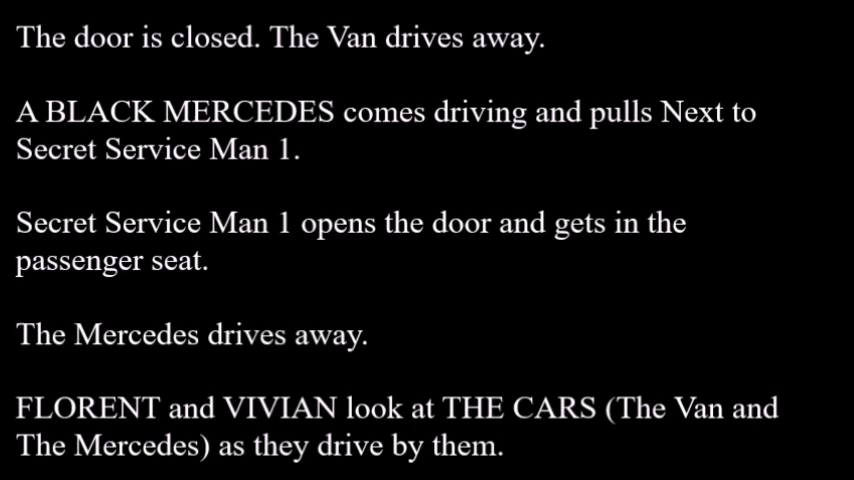 The door is closed. The Van drives away.
A BLACK MERCEDES comes driving and pulls Next to
Secret Service Man 1.
Secret Service Man 1 opens the door and gets in the
passenger seat.
The Mercedes drives away.
FLORENT and VIVIAN look at THE CARS (The Van and
The Mercedes) as they drive by them.